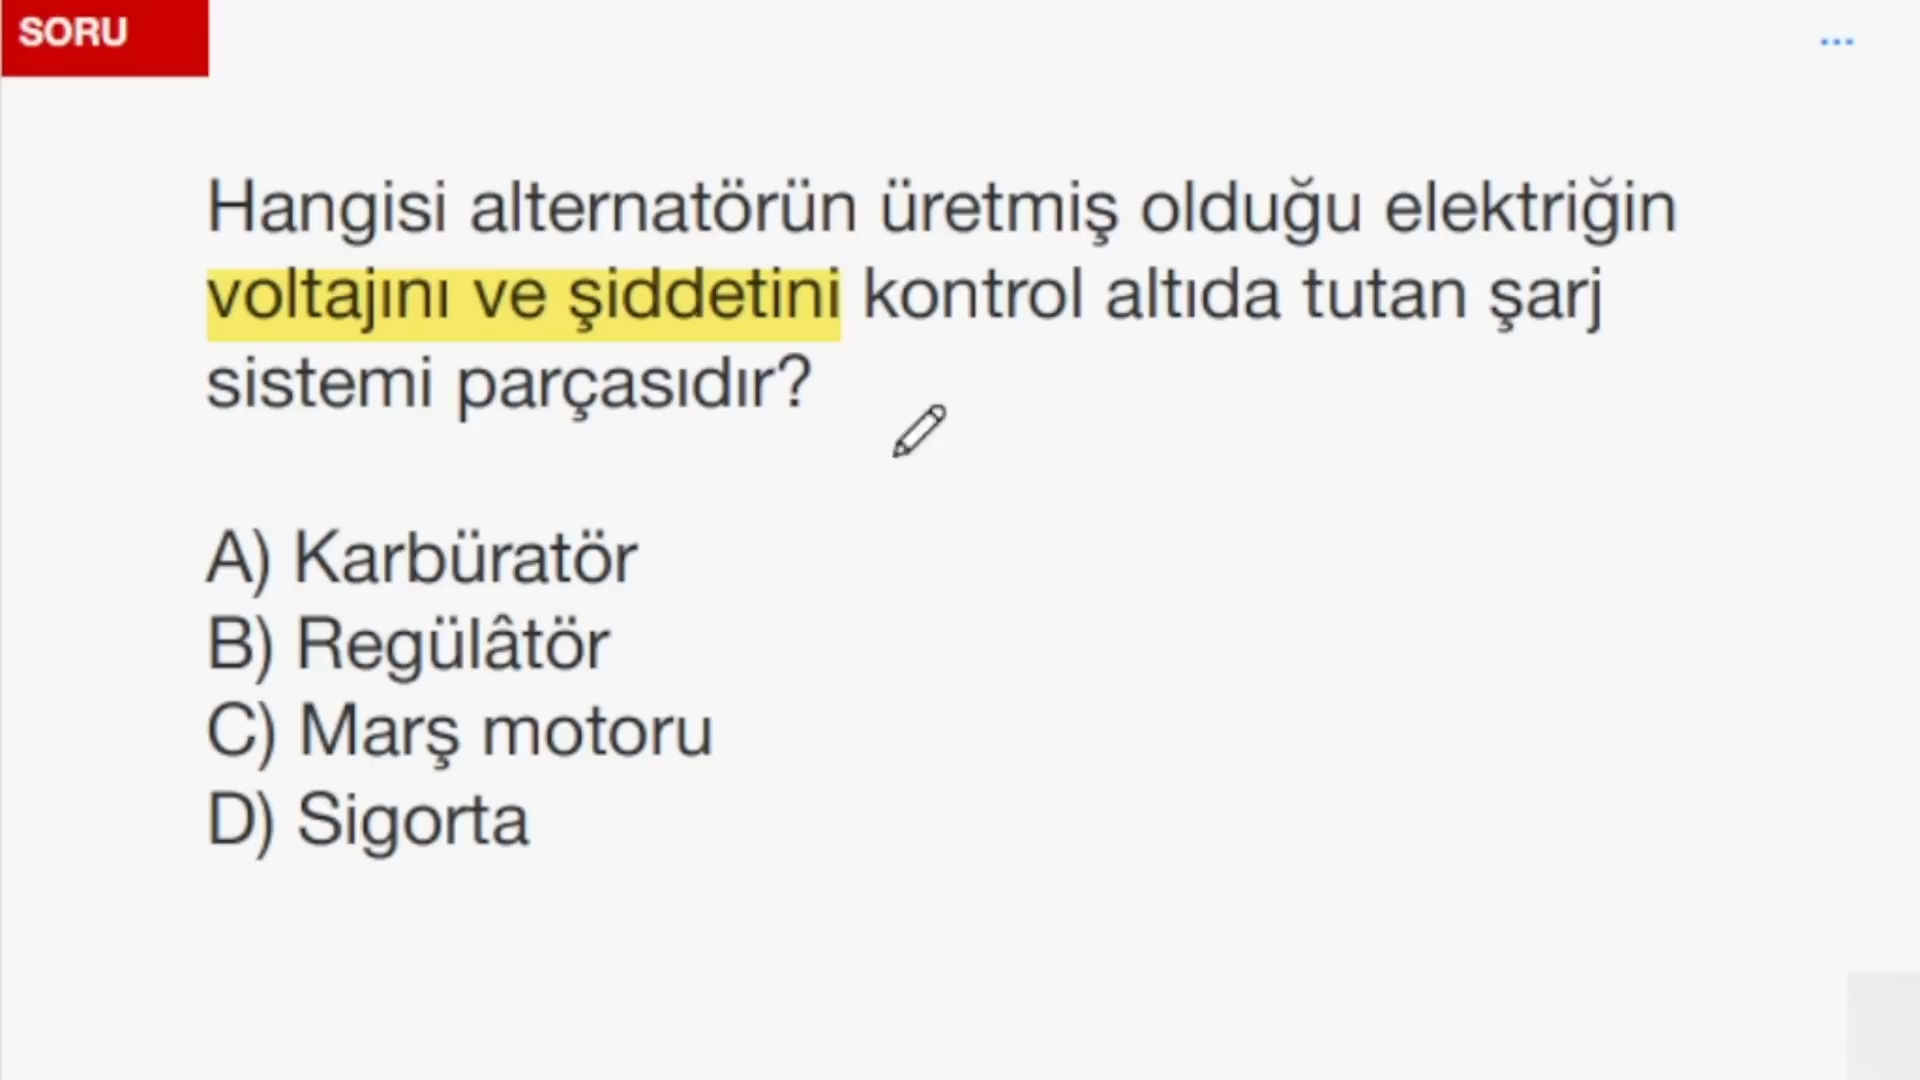 SORU
Hangisi alternatörün üretmiş olduğu elektriğin
voltajını ve şiddetini kontrol altıda tutan şarj
sistemi parçasıdır?
A) Karbüratör
B) Regülâtör
C) Marş motoru
D) Sigorta